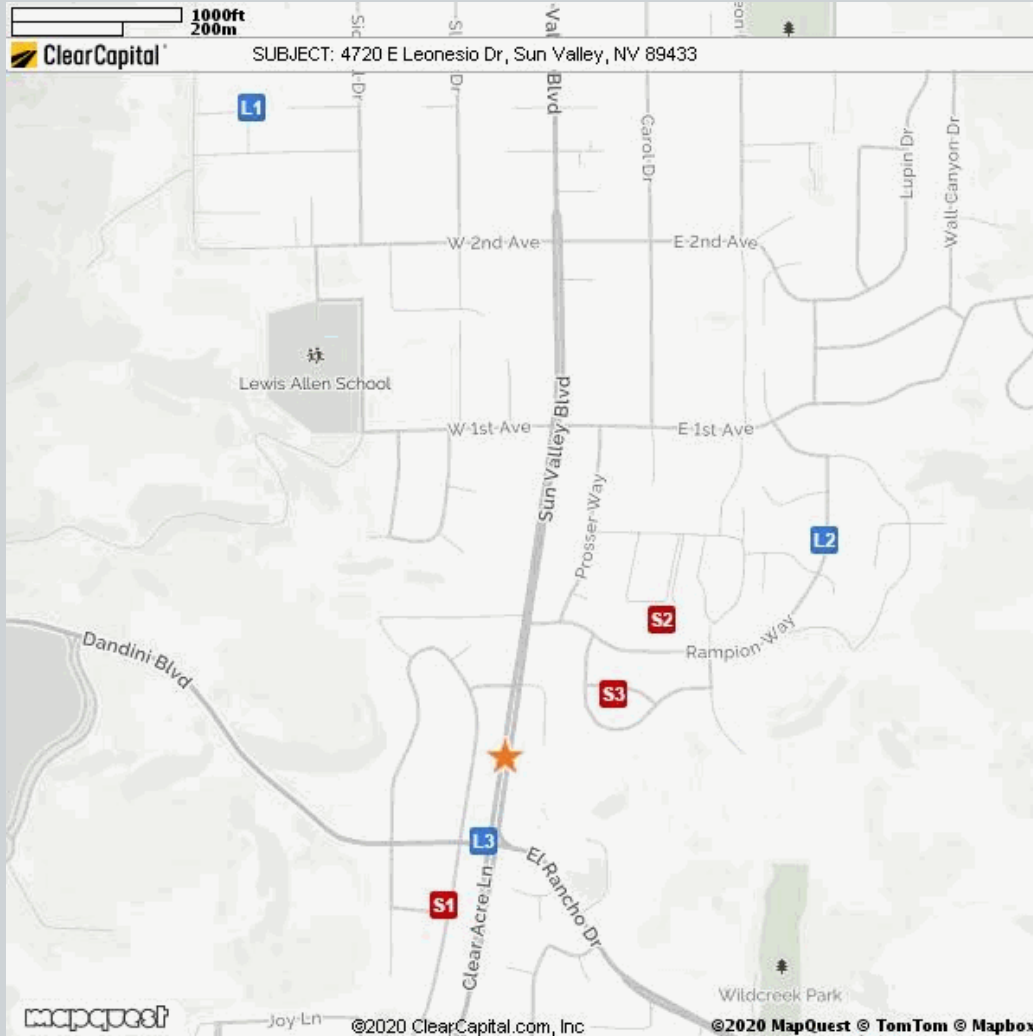 1000ft
200m
ClearCapital
SUBJECT: 4720 E Leonesio Dr, Sun Valley, NV 89433
L1
Carol Dr
Lupin Dr
Wall Canyon Dr
W 2nd Ave
E 2nd Ave
Lewis Allen School
W 1st Ave
Sun Valley Blvd
E 1st Ave
Prosser Way
L2
S2
Rampion Way
Dandini Blvd
S3
L3
El Rancho Dr
S1
Clear Acre Ln
Wildcreek Park
mapquest
Joy Ln
©2020 ClearCapital.com, Inc
©2020 MapQuest © TomTom © Mapbox